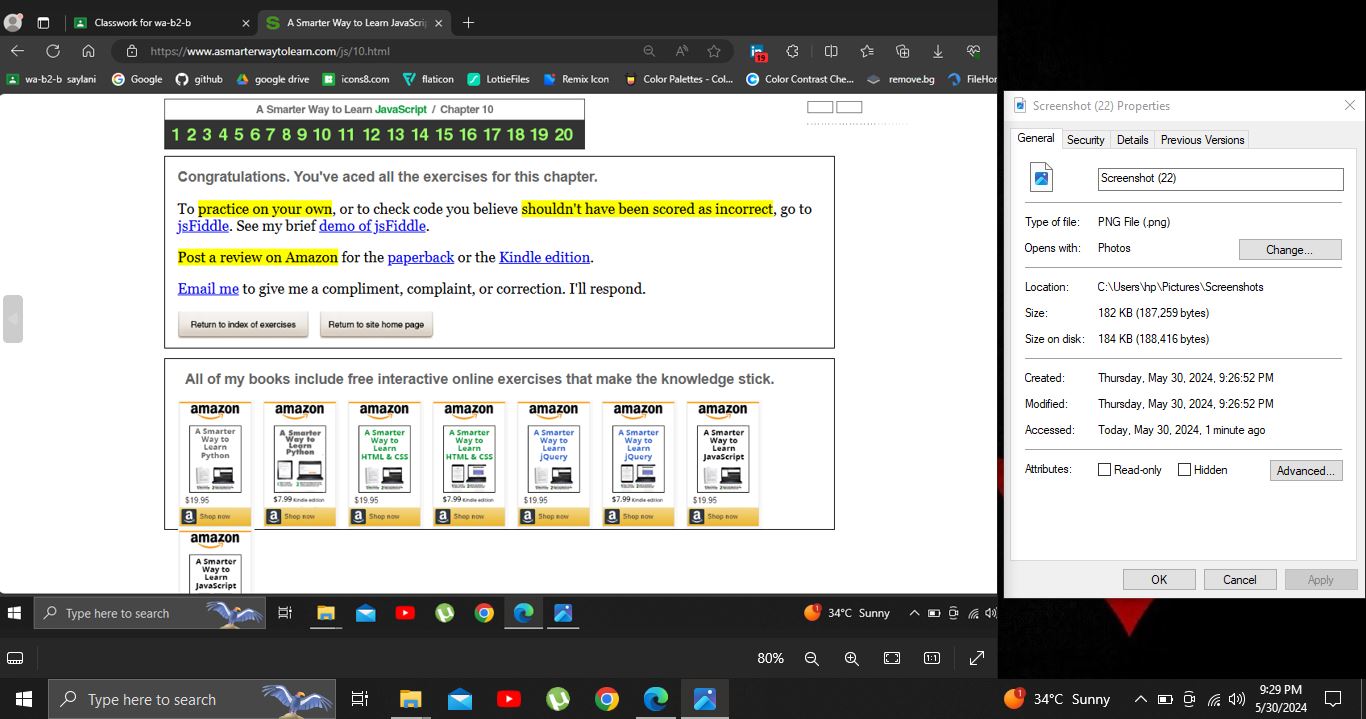 Classwork for wa-b2-b
A Smarter Way to Learn JavaScri
https://www.asmarterwaytolearn.com/js/10.html
19
wa-b2-b saylani
Google
github
google drive
icons8.com
flaticon
LottieFiles
Remix Icon
Color Palettes - Col...
Color Contrast Che...
remove.bg
FileHor
A Smarter Way to Learn JavaScript / Chapter 10
1 2 3 4 5 6 7 8 9 10 11 12 13 14 15 16 17 18 19 20
Congratulations. You've aced all the exercises for this chapter.
To practice on your own, or to check code you believe shouldn't have been scored as incorrect, go to
jsFiddle. See my brief demo of jsFiddle.
Post a review on Amazon for the paperback or the Kindle edition.
Email me to give me a compliment, complaint, or correction. I'll respond.
Return to index of exercises
Return to site home page
All of my books include free interactive online exercises that make the knowledge stick.
amazon
A Smarter
Way to
Learn
Python
$19.95
Shop now
amazon
A Smarter
Way to
Learn
Python
$7.99 Kindle edition
Shop now
amazon
A Smarter
Way to
Learn
HTML & CSS
$19.95
Shop now
amazon
A Smarter
Way to
Learn
HTML & CSS
$7.99 Kindle edition
Shop now
amazon
A Smarter
Way to
Learn
jQuery
$19.95
Shop now
amazon
A Smarter
Way to
Learn
jQuery
$7.99 Kindle edition
Shop now
amazon
A Smarter
Way to
Learn
JavaScript
$19.95
Shop now
amazon
A Smarter
Way to
Learn
JavaScript
Type here to search
1
34°C Sunny
80%
Screenshot (22) Properties
General
Security
Details
Previous Versions
Screenshot (22)
Type of file: PNG File (.png)
Opens with: Photos
Change...
Location: C:\Users\hp\Pictures\Screenshots
Size: 182 KB (187,259 bytes)
Size on disk: 184 KB (188,416 bytes)
Created: Thursday, May 30, 2024, 9:26:52 PM
Modified: Thursday, May 30, 2024, 9:26:52 PM
Accessed: Today, May 30, 2024, 1 minute ago
Attributes: Read-only Hidden
Advanced...
OK
Cancel
Apply
Type here to search
1
34°C Sunny
9:29 PM
5/30/2024